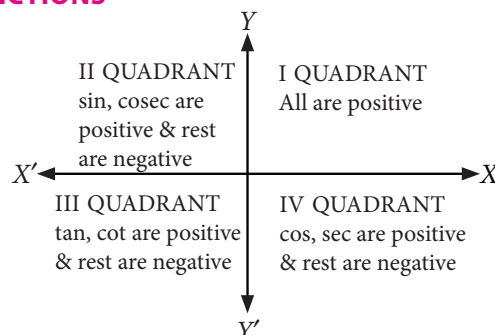 Y
II QUADRANT
sin, cosec are
positive & rest
are negative
I QUADRANT
All are positive
X′
X
III QUADRANT
tan, cot are positive
& rest are negative
IV QUADRANT
cos, sec are positive
& rest are negative
Y′